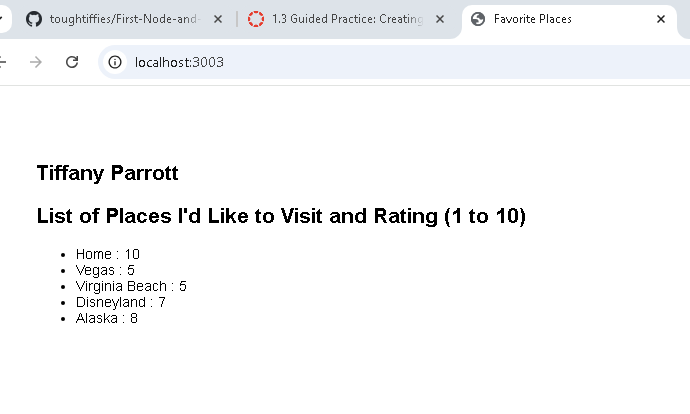 toughtiffies/First-Node-and-
1.3 Guided Practice: Creating
Favorite Places
localhost:3003
Tiffany Parrott
List of Places I'd Like to Visit and Rating (1 to 10)
• Home : 10
• Vegas : 5
• Virginia Beach : 5
• Disneyland : 7
• Alaska : 8